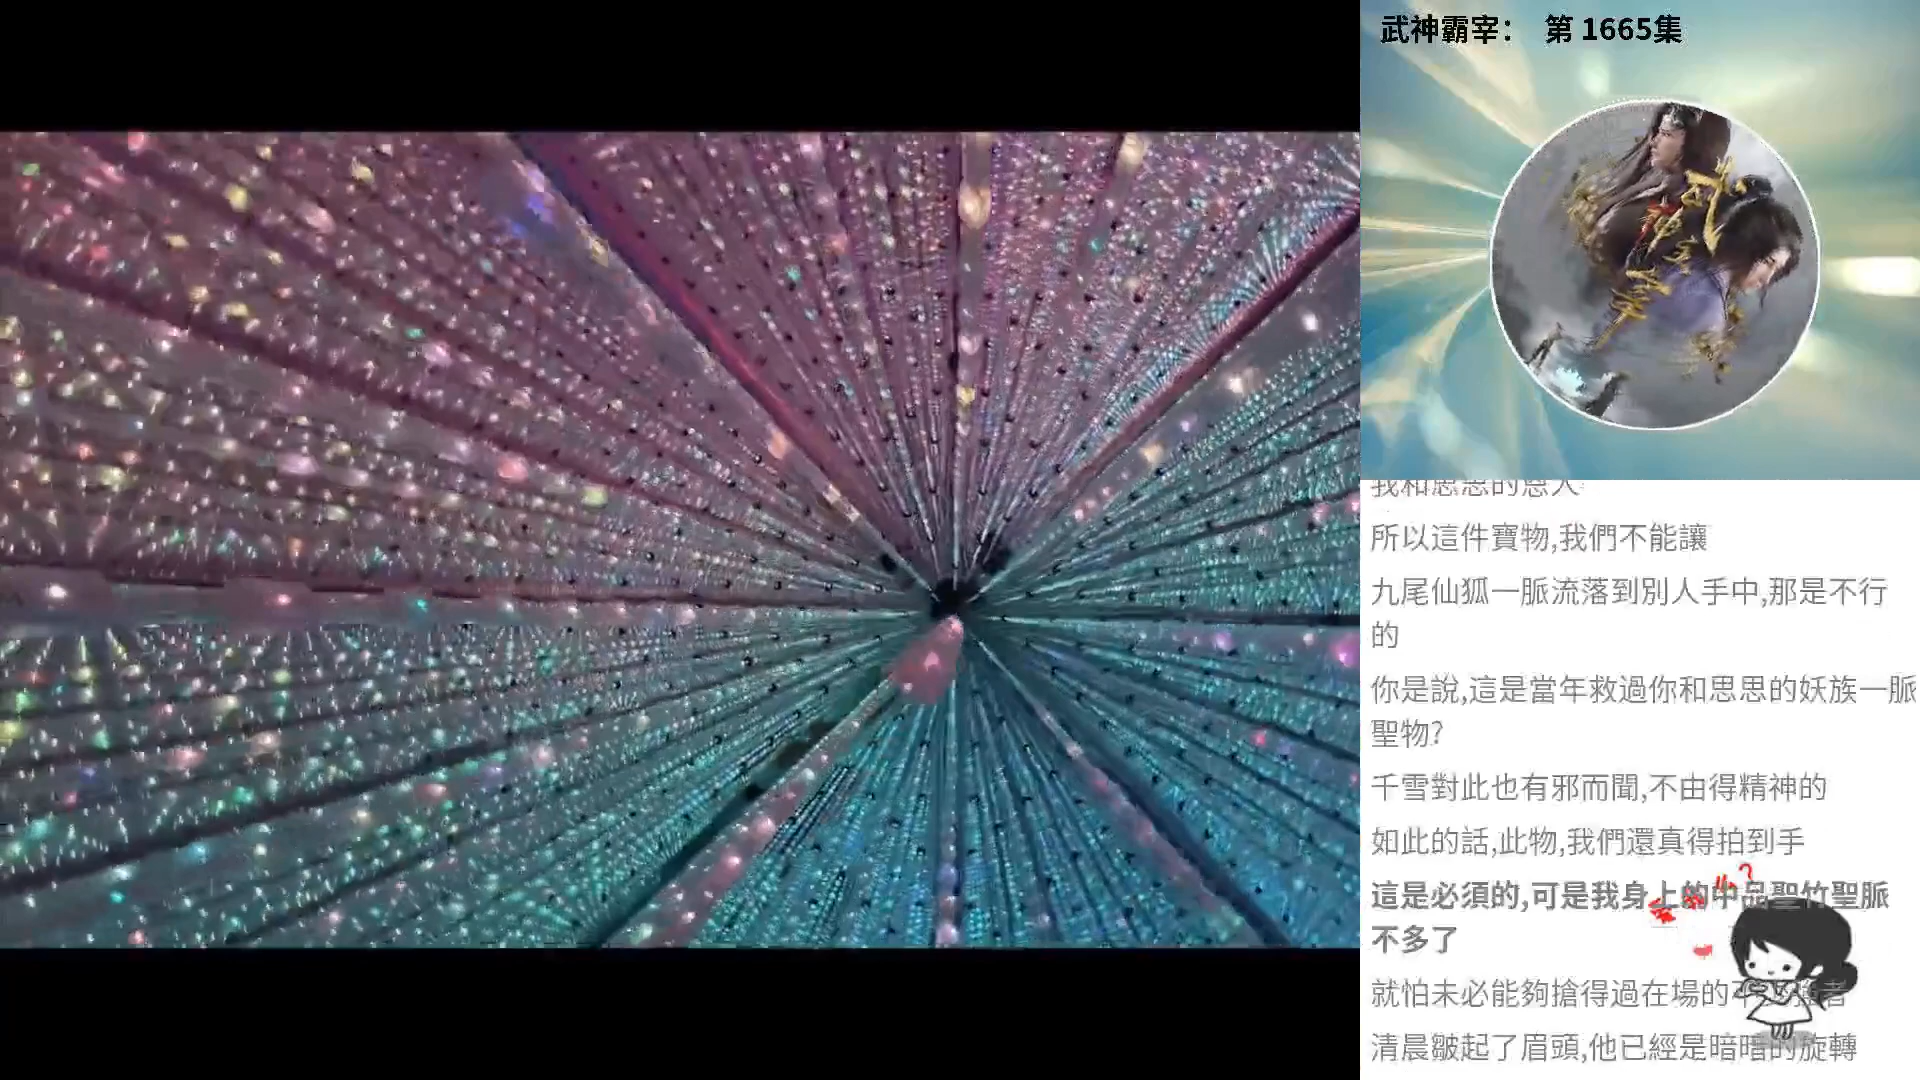 武神霸宰： 第 1665集
我和思思的恩人
所以這件寶物,我們不能讓
九尾仙狐一脈流落到別人手中,那是不行
的
你是說,這是當年救過你和思思的妖族一脈
聖物?
千雪對此也有邪而聞,不由得精神的
如此的話,此物,我們還真得拍到手
這是必須的,可是我身上的中品聖竹聖脈
不多了
就怕未必能夠搶得過在場的
清晨皺起了眉頭,他已經是暗暗的旋轉